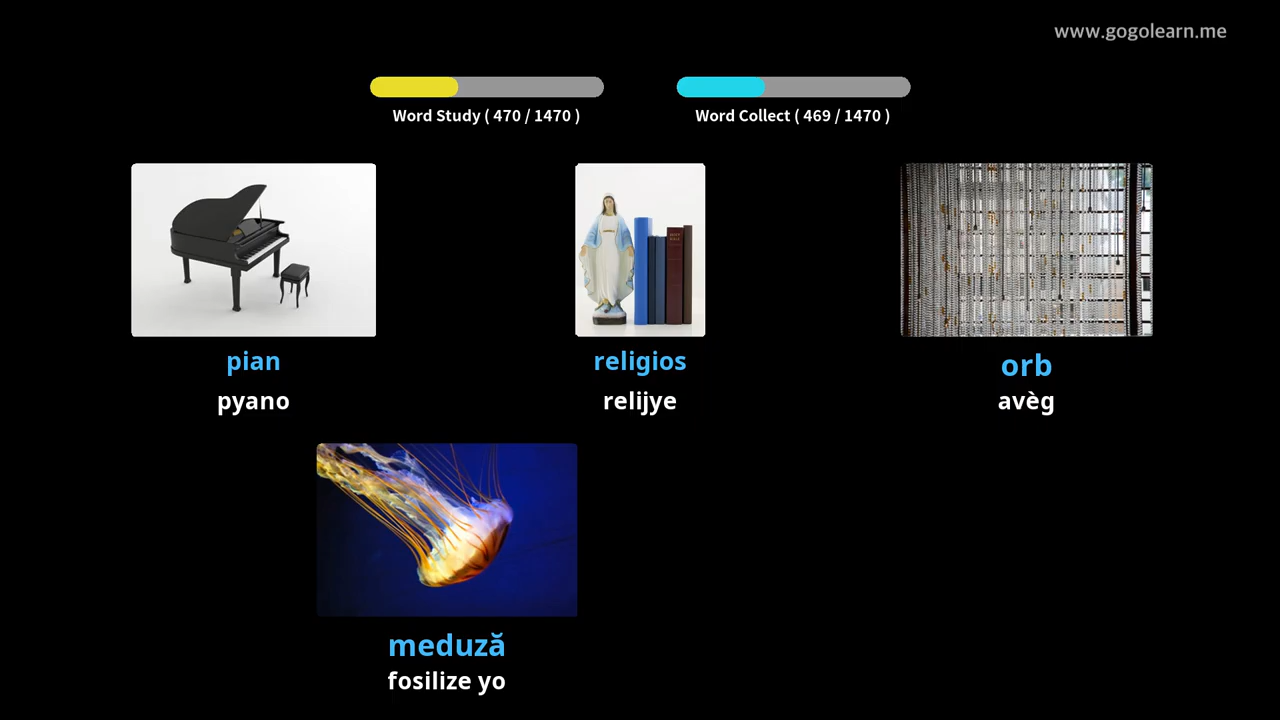 www.gogolearn.me
Word Study ( 470 / 1470 )
Word Collect ( 469 / 1470 )
pian
pyano
religios
relijye
orb
avèg
meduză
fosilize yo